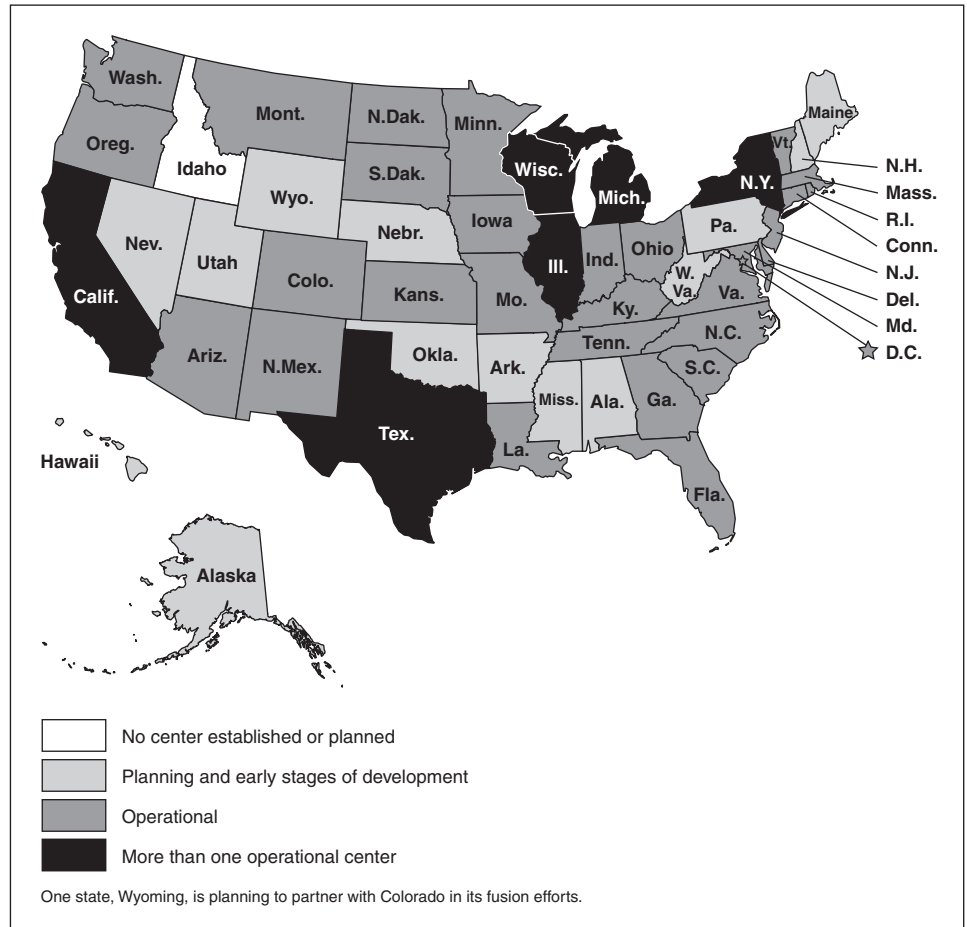 Wash.
Oreg.
Idaho
Mont.
N.Dak.
S.Dak.
Minn.
Wisc.
Mich.
N.Y.
Vt.
Maine
N.H.
Mass.
R.I.
Conn.
N.J.
Del.
Md.
D.C.
Wyo.
Nebr.
Iowa
Ill.
Ind.
Ohio
Pa.
W.
Va.
Va.
Calif.
Nev.
Utah
Colo.
Kans.
Mo.
Ky.
Tenn.
N.C.
S.C.
Ariz.
N.Mex.
Okla.
Ark.
Tex.
La.
Miss.
Ala.
Ga.
Fla.
Hawaii
Alaska
No center established or planned
Planning and early stages of development
Operational
More than one operational center
One state, Wyoming, is planning to partner with Colorado in its fusion efforts.